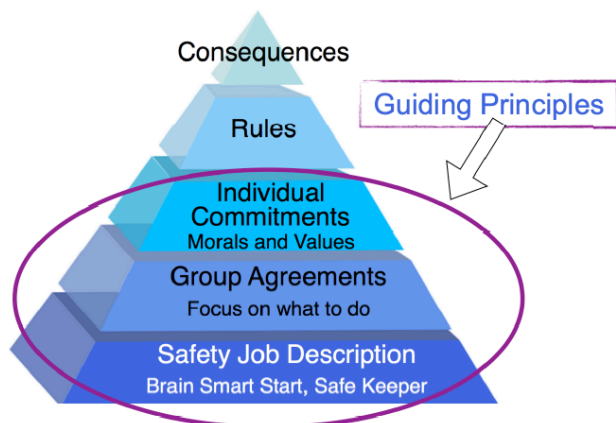 Consequences
Guiding Principles
Rules
Individual
Commitments
Morals and Values
Group Agreements
Focus on what to do
Safety Job Description
Brain Smart Start, Safe Keeper